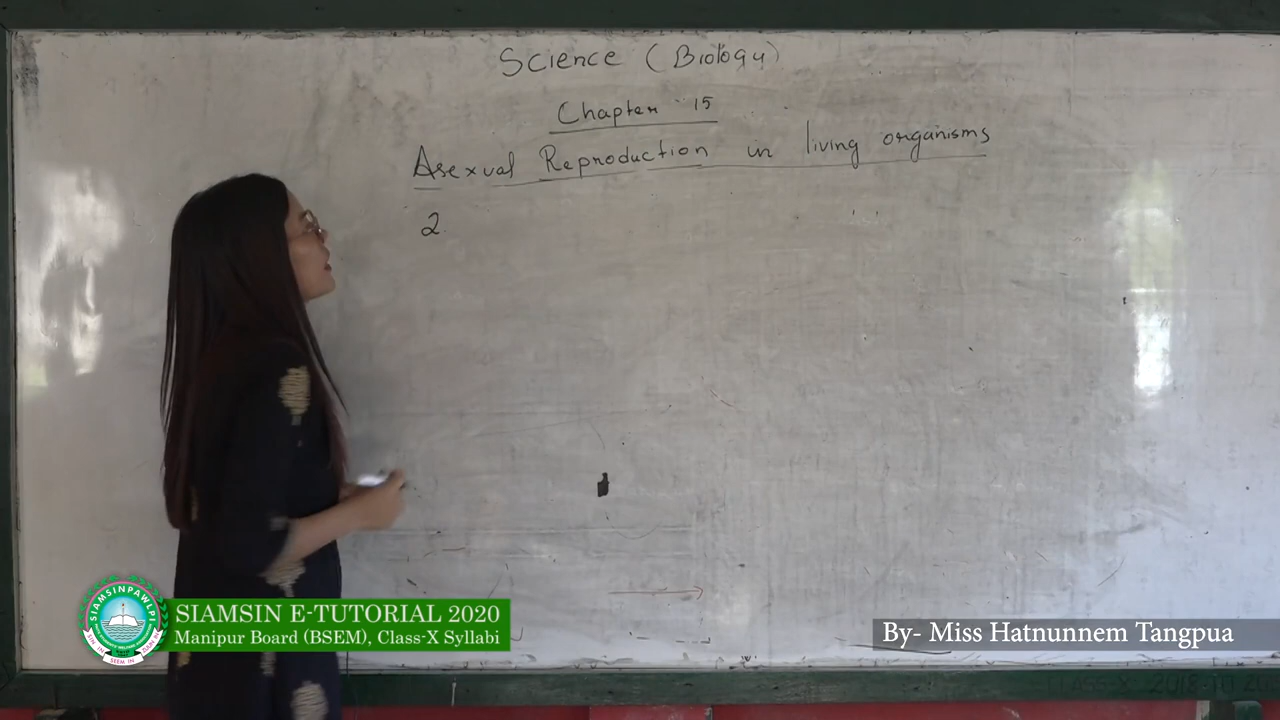 Science (Biology)
Chapter 15
Asexual Reproduction in living organisms
2.
SIAMSINPAWLPI
SIAMSIN E-TUTORIAL 2020
Manipur Board (BSEM), Class-X Syllabi
By- Miss Hatnunnem Tangpua